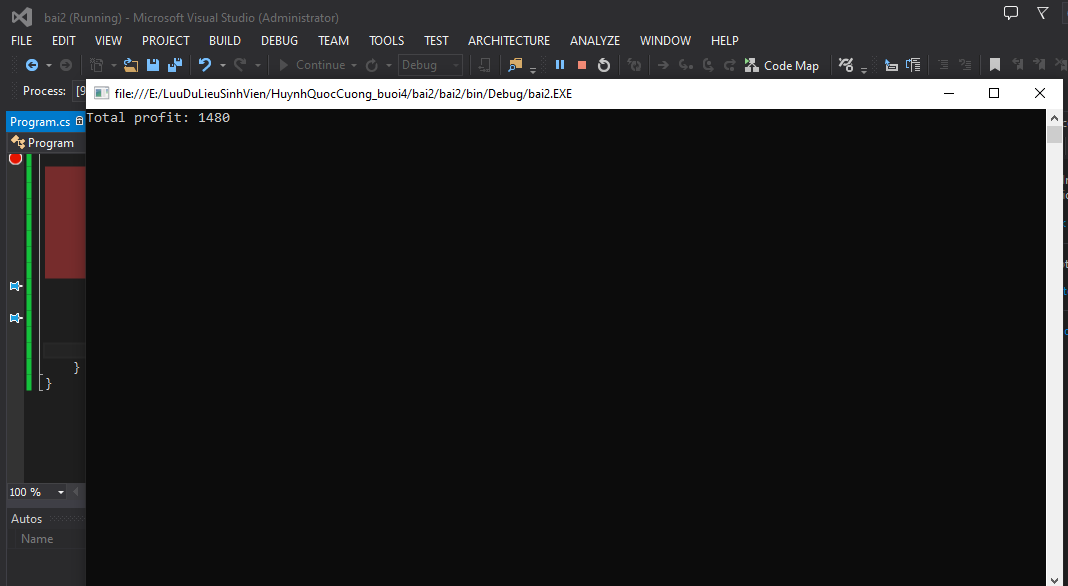 bai2 (Running) - Microsoft Visual Studio (Administrator)
FILE EDIT VIEW PROJECT BUILD DEBUG TEAM TOOLS TEST ARCHITECTURE ANALYZE WINDOW HELP
Continue Debug Code Map
Process:
file:///E:/LuuDuLieuSinhVien/HuynhQuocCuong_buoi4/bai2/bai2/bin/Debug/bai2.EXE
Program.cs
Total profit: 1480
Program
}
}
100 %
Autos
Name